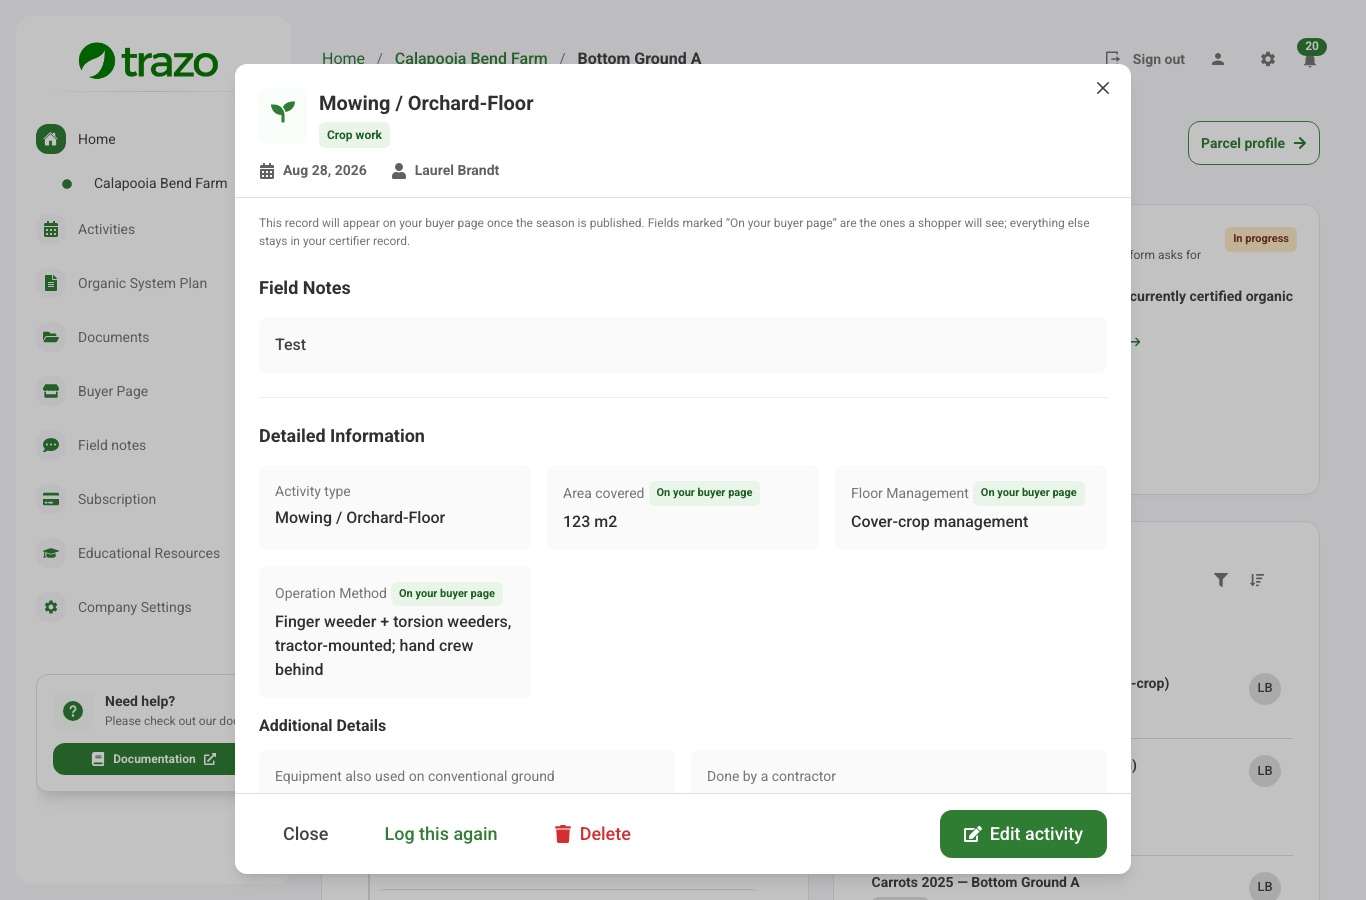 trazo
Home / Calapooia Bend Farm / Bottom Ground A
20
Sign out
Home
Calapooia Bend Farm
Activities
Organic System Plan
Documents
Buyer Page
Field notes
Subscription
Educational Resources
Company Settings
Need help?
Please check out our
Documentation
Parcel profile
In progress
form asks for
currently certified organic
-crop)
LB
)
LB
Carrots 2025 — Bottom Ground A
LB
Mowing / Orchard-Floor
Crop work
Aug 28, 2026
Laurel Brandt
This record will appear on your buyer page once the season is published. Fields marked “On your buyer page” are the ones a shopper will see; everything else
stays in your certifier record.
Field Notes
Test
Detailed Information
Activity type
Mowing / Orchard-Floor
Area covered On your buyer page
123 m2
Floor Management On your buyer page
Cover-crop management
Operation Method On your buyer page
Finger weeder + torsion weeders,
tractor-mounted; hand crew
behind
Additional Details
Equipment also used on conventional ground
Done by a contractor
Close
Log this again
Delete
Edit activity